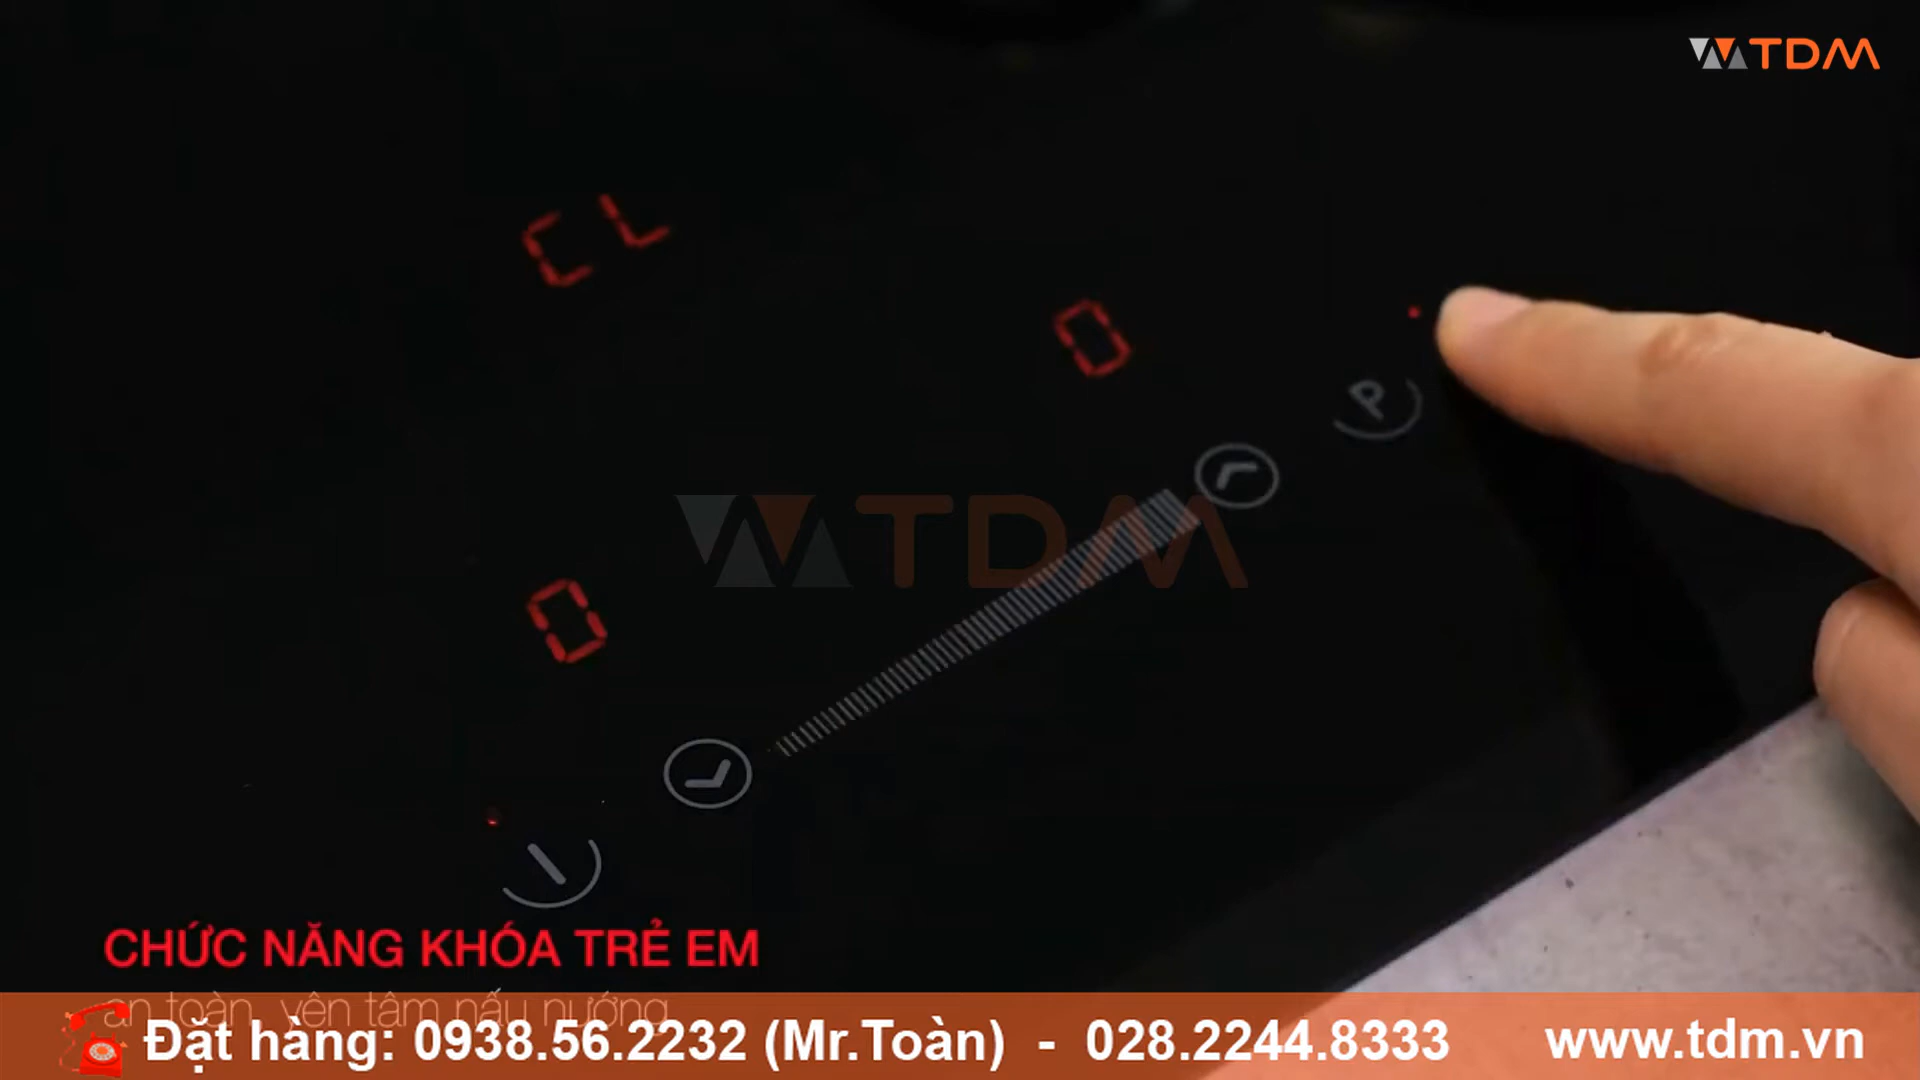 TDM
CL
0
P
TDM
0
CHỨC NĂNG KHÓA TRẺ EM
an toàn, yên tâm nấu nướng
Đặt hàng: 0938.56.2232 (Mr.Toàn) - 028.2244.8333 www.tdm.vn